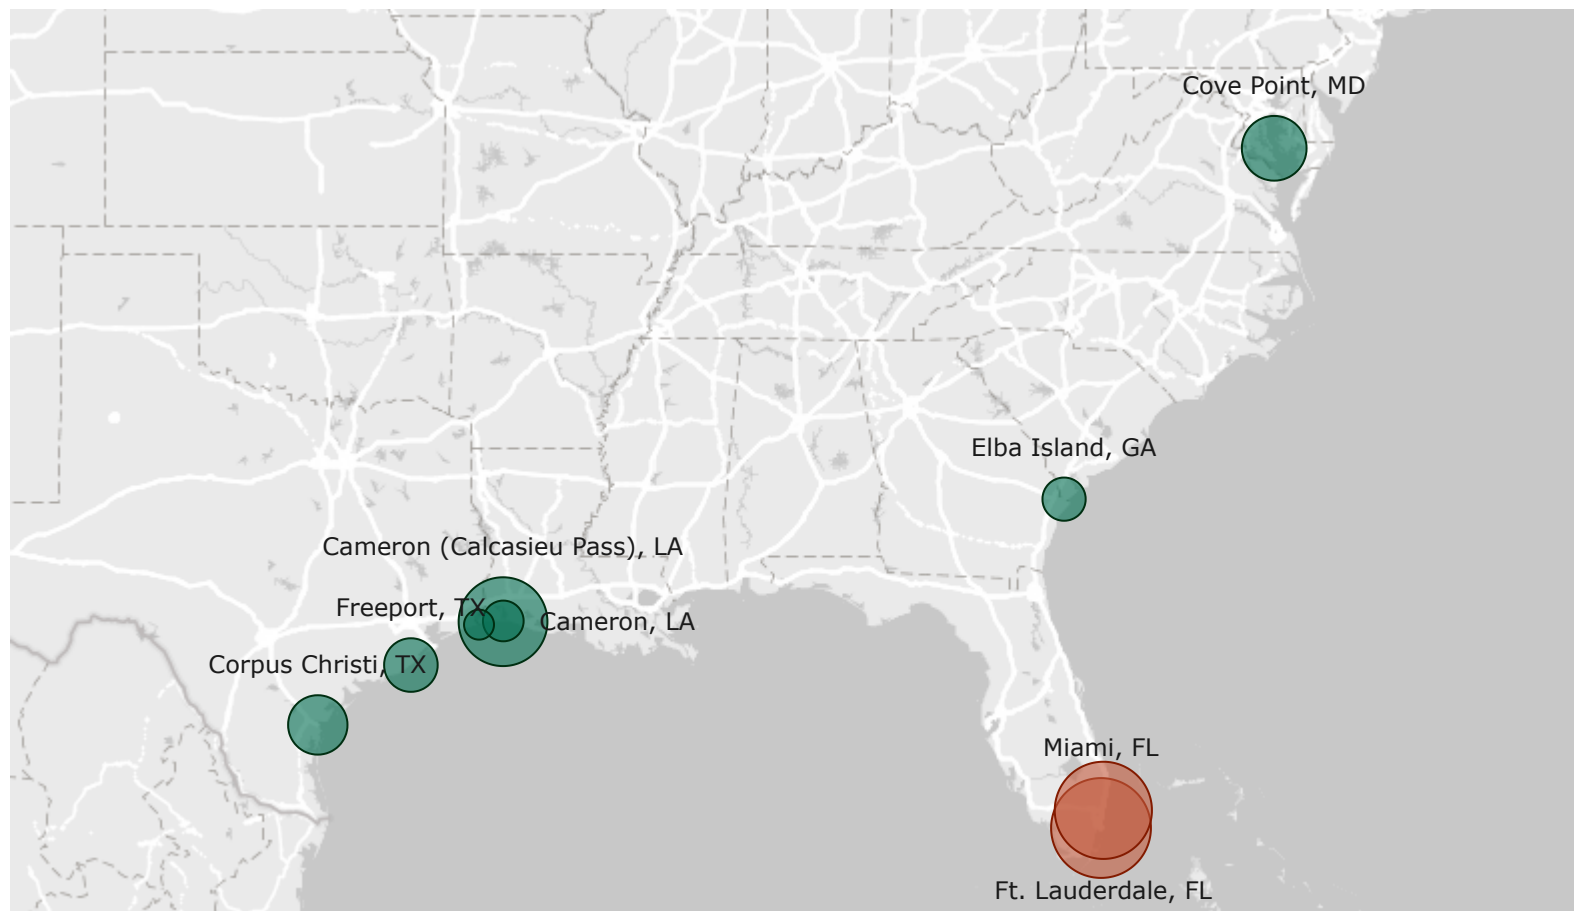 Cove Point, MD
Elba Island, GA
Cameron (Calcasieu Pass), LA
Freeport, TX
Cameron, LA
Corpus Christi, TX
Miami, FL
Ft. Lauderdale, FL